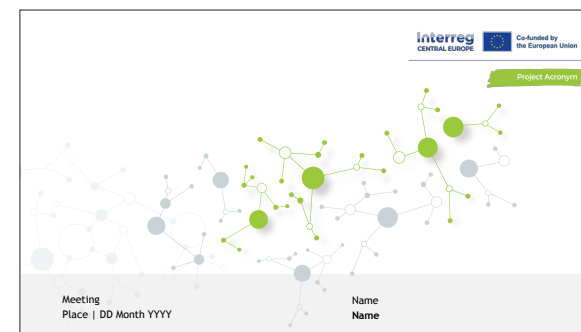 Interreg
CENTRAL EUROPE
Co-funded by
the European Union
Project Acronym
Meeting
Place | DD Month YYYY
Name
Name